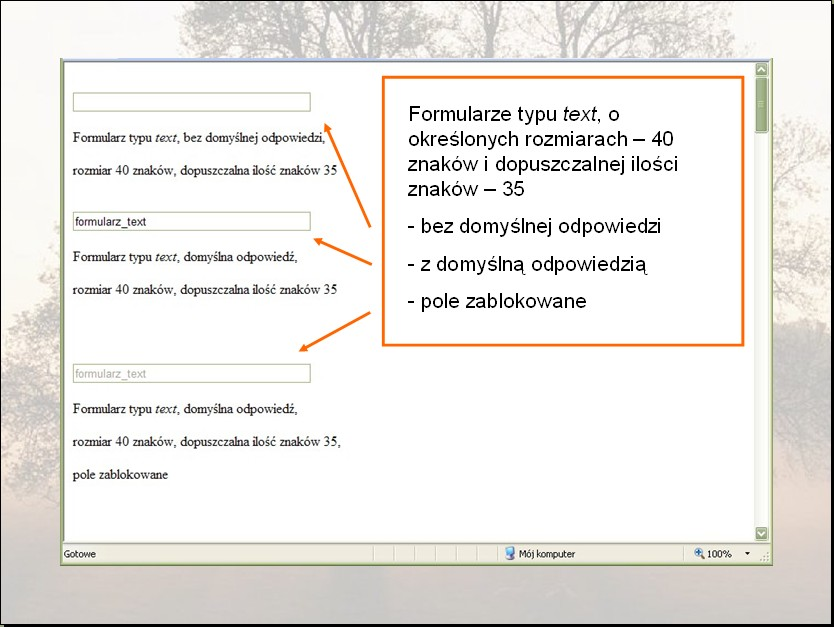 Formularz typu text, bez domyślnej odpowiedzi,
rozmiar 40 znaków, dopuszczalna ilość znaków 35
formularz_text
Formularz typu text, domyślna odpowiedź,
rozmiar 40 znaków, dopuszczalna ilość znaków 35
formularz_text
Formularz typu text, domyślna odpowiedź,
rozmiar 40 znaków, dopuszczalna ilość znaków 35,
pole zablokowane
Formularze typu text, o
określonych rozmiarach – 40
znaków i dopuszczalnej ilości
znaków – 35
- bez domyślnej odpowiedzi
- z domyślną odpowiedzią
- pole zablokowane
Gotowe
Mój komputer
100%